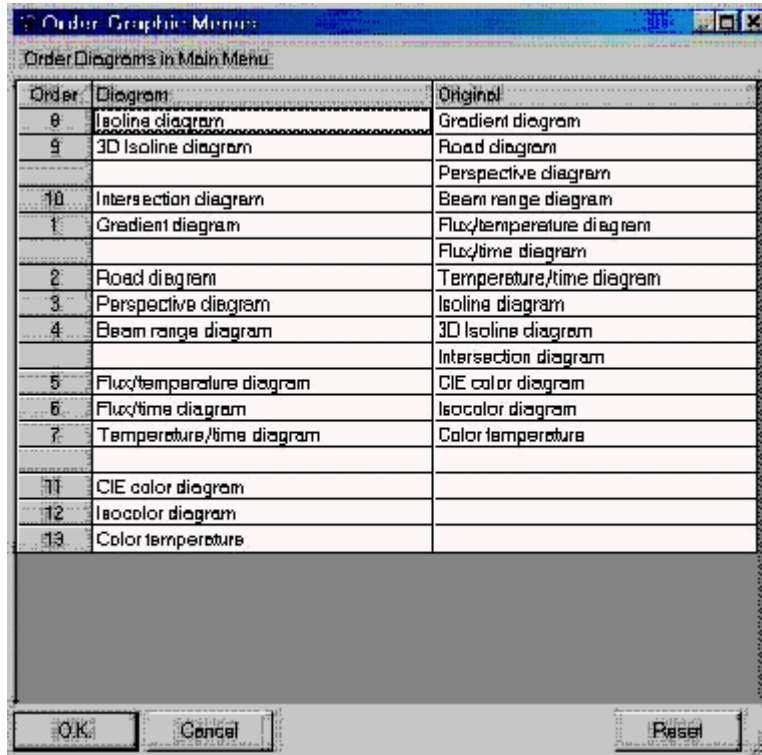 Order Graphic Menus
Order Diagrams in Main Menu
Order Diagram Original
8 Isoline diagram Gradient diagram
9 3D Isoline diagram Road diagram
Perspective diagram
10 Intersection diagram Beam range diagram
1 Gradient diagram Flux/temperature diagram
Flux/time diagram
2 Road diagram Temperature/time diagram
3 Perspective diagram Isoline diagram
4 Beam range diagram 3D Isoline diagram
Intersection diagram
5 Flux/temperature diagram CIE color diagram
6 Flux/time diagram Isocolor diagram
7 Temperature/time diagram Color temperature
11 CIE color diagram
12 Isocolor diagram
13 Color temperature
O.K. Cancel Reset